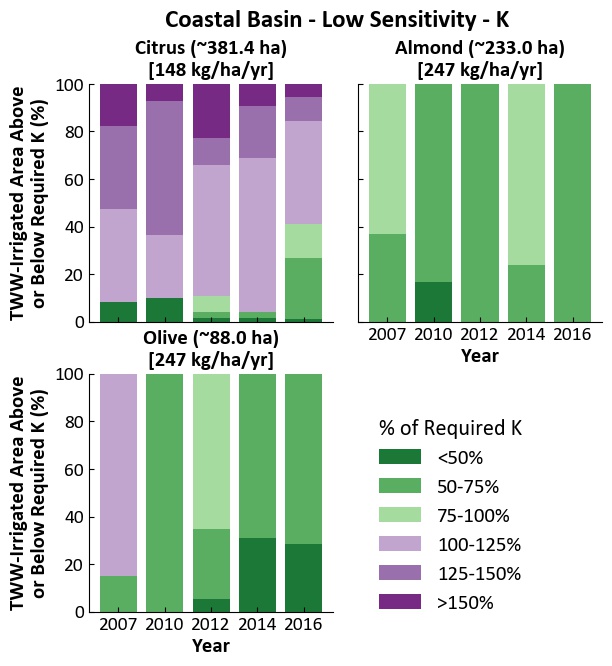 Coastal Basin - Low Sensitivity - K
Citrus (~381.4 ha)
[148 kg/ha/yr]
Almond (~233.0 ha)
[247 kg/ha/yr]
TWW-Irrigated Area Above
or Below Required K (%)
100
80
60
40
20
0
2007 2010 2012 2014 2016
Year
Olive (~88.0 ha)
[247 kg/ha/yr]
TWW-Irrigated Area Above
or Below Required K (%)
100
80
60
40
20
0
2007 2010 2012 2014 2016
Year
% of Required K
<50%
50-75%
75-100%
100-125%
125-150%
>150%